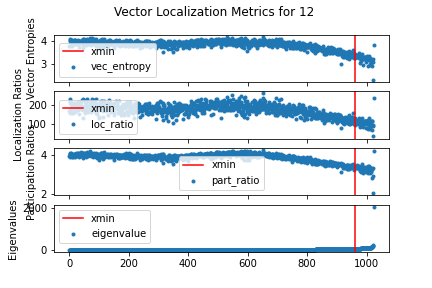 Vector Localization Metrics for 12
Vector Entropies
4
3
xmin
vec_entropy
Localization Ratios
200
100
xmin
loc_ratio
Participation Ratios
4
2
xmin
part_ratio
Eigenvalues
2000
0
xmin
eigenvalue
0 200 400 600 800 1000